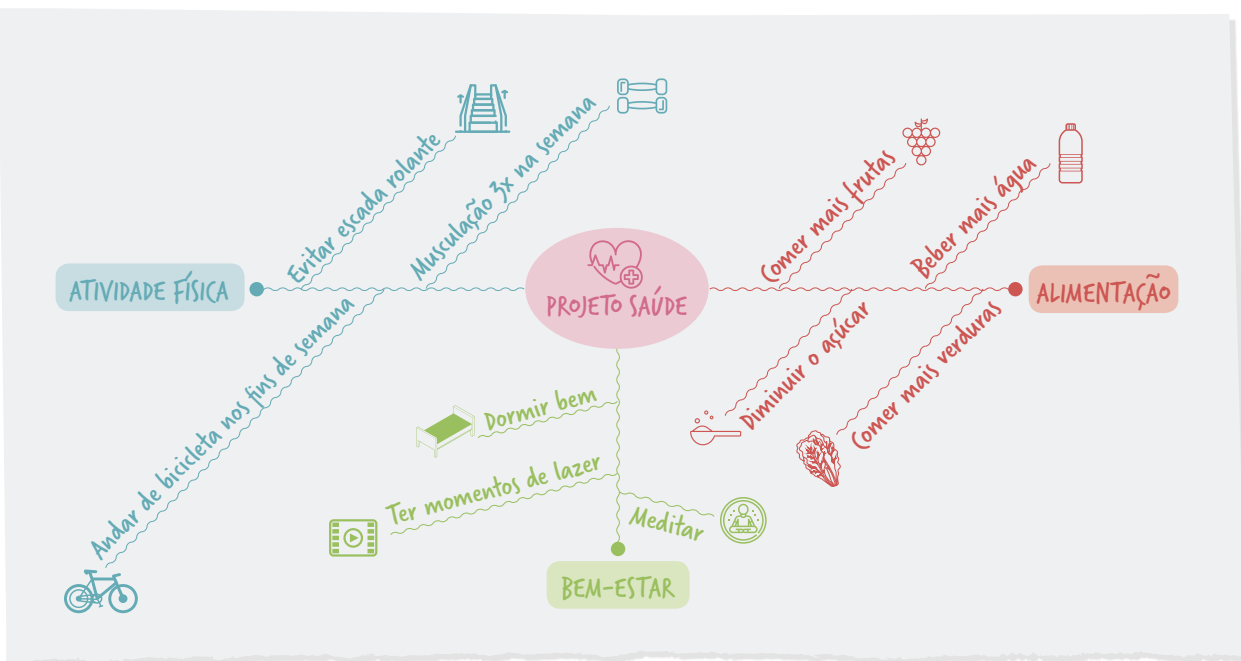 Evitar escada rolante
Musculação 3x na semana
Comer mais frutas
Beber mais água
ATIVIDADE FÍSICA
PROJETO SAÚDE
ALIMENTAÇÃO
Andar de bicicleta nos fins de semana
Diminuir o açúcar
Comer mais verduras
Dormir bem
Ter momentos de lazer
Meditar
BEM-ESTAR